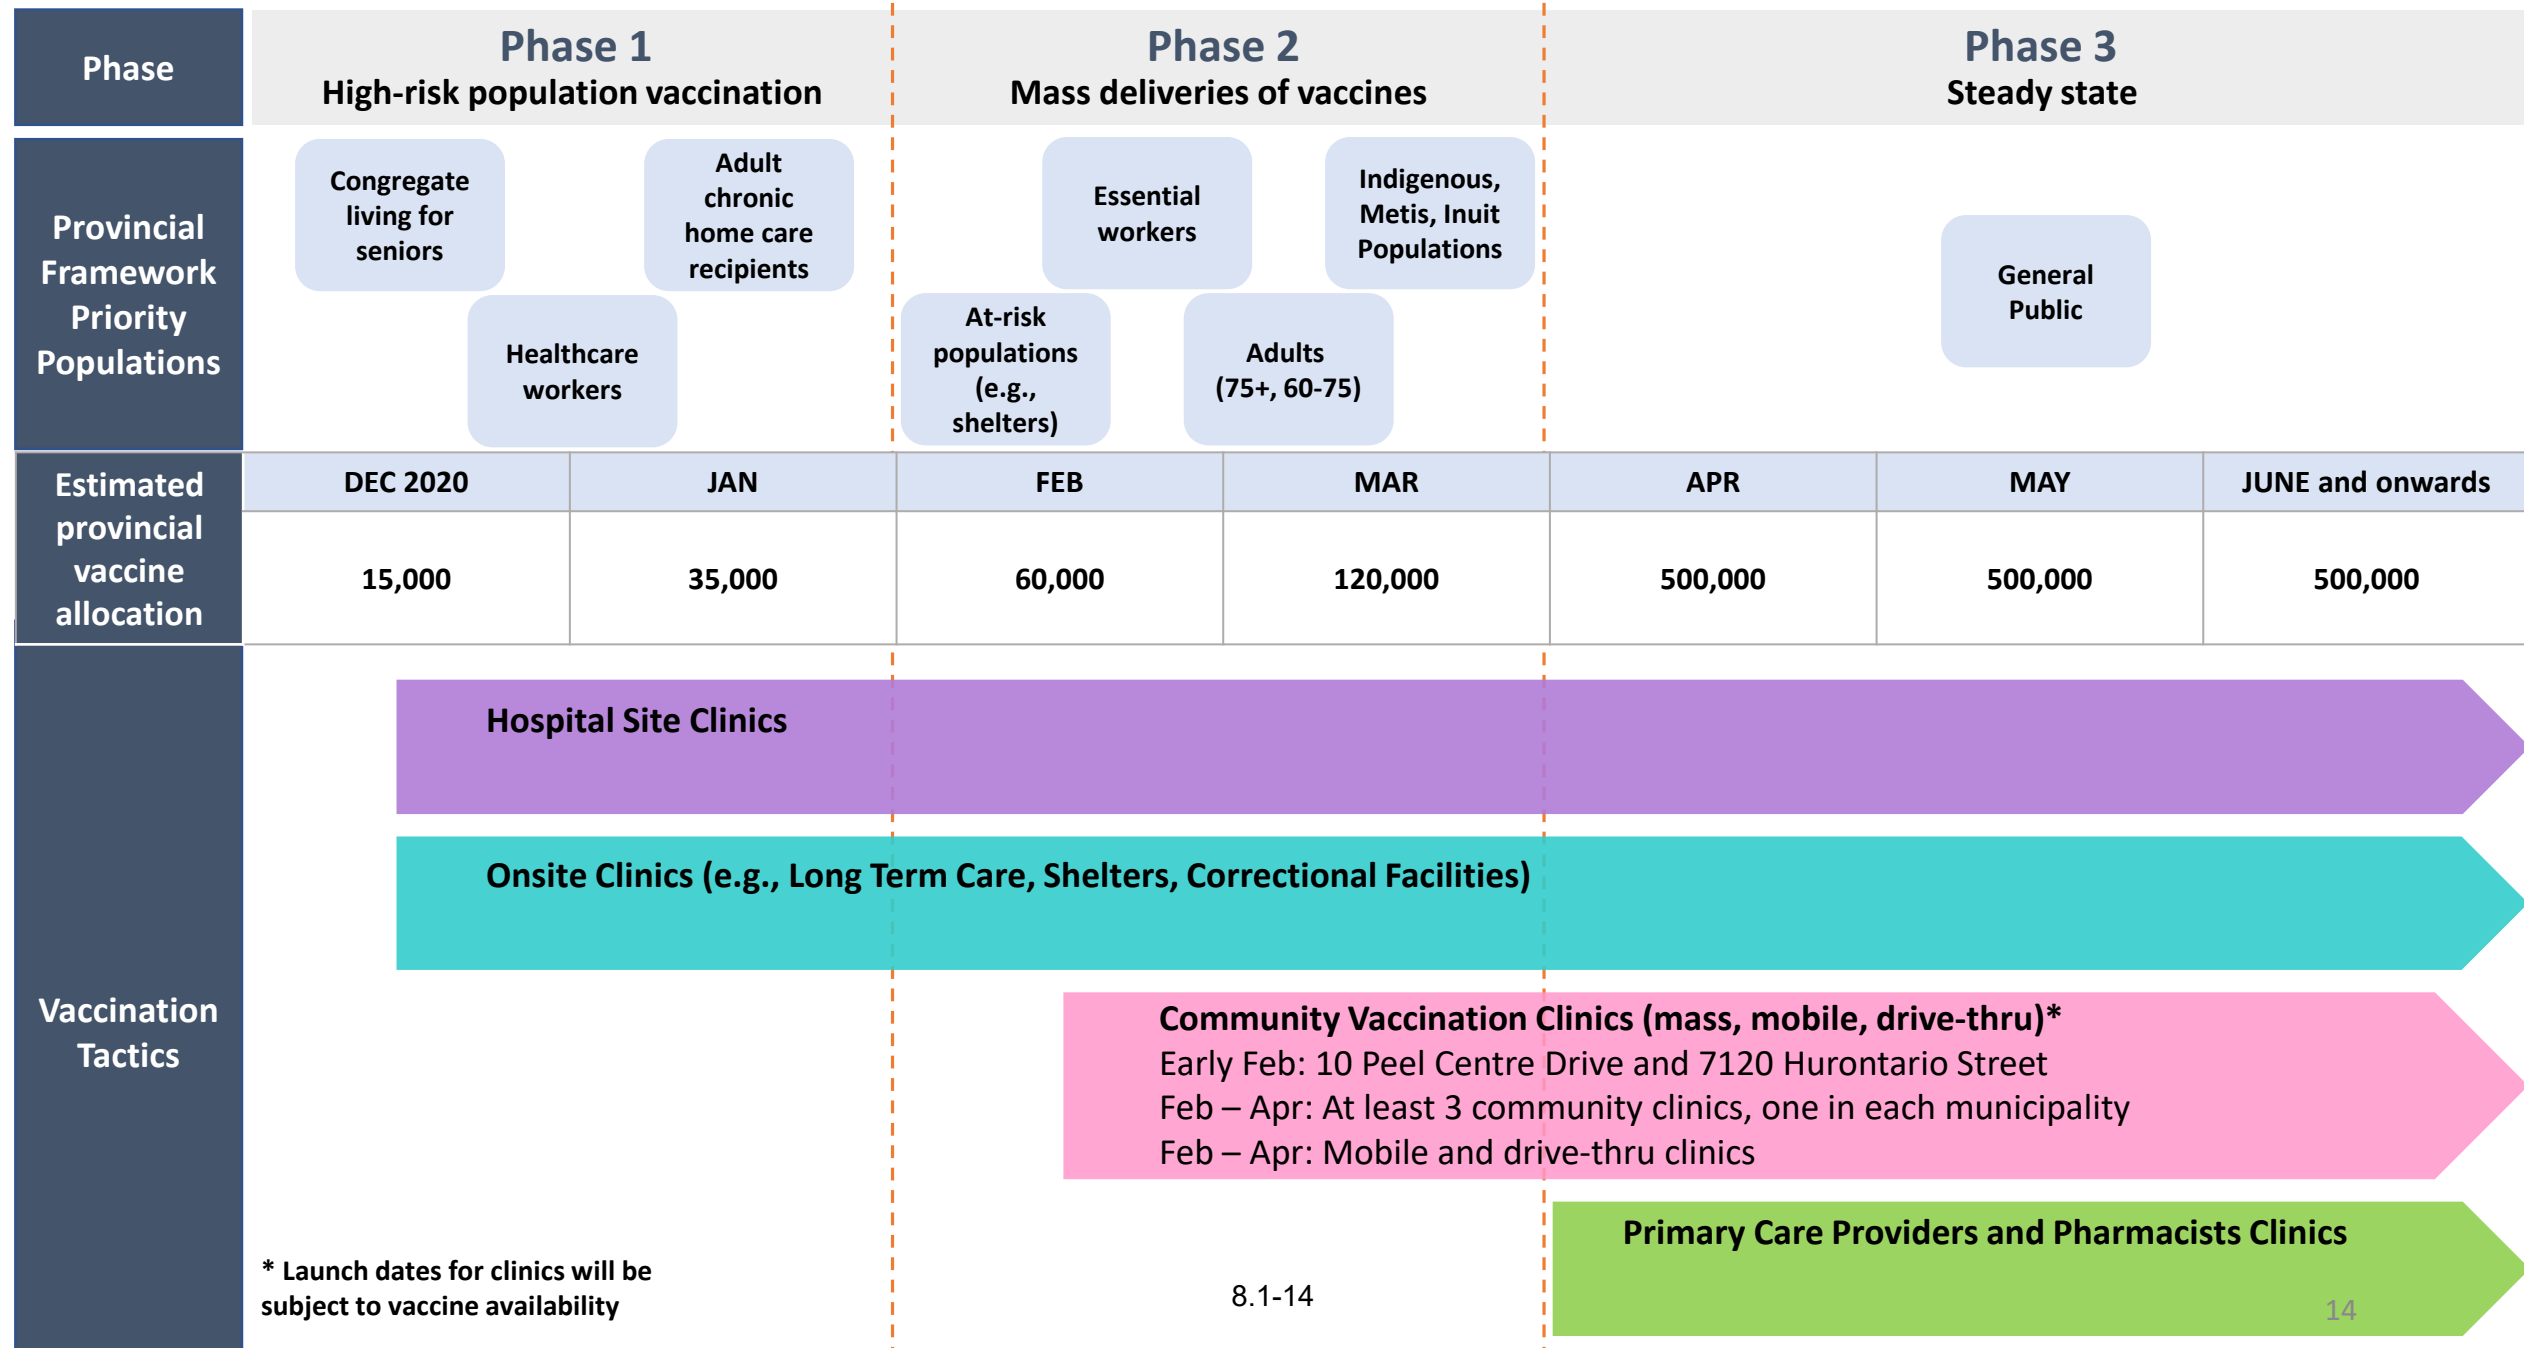 Phase
Phase 1
High-risk population vaccination
Phase 2
Mass deliveries of vaccines
Phase 3
Steady state
Provincial
Framework
Priority
Populations
Congregate
living for
seniors
Healthcare
workers
Adult
chronic
home care
recipients
At-risk
populations
(e.g.,
shelters)
Essential
workers
Adults
(75+, 60-75)
Indigenous,
Metis, Inuit
Populations
General
Public
Estimated
provincial
vaccine
allocation
DEC 2020
JAN
FEB
MAR
APR
MAY
JUNE and onwards
15,000
35,000
60,000
120,000
500,000
500,000
500,000
Vaccination
Tactics
Hospital Site Clinics
Onsite Clinics (e.g., Long Term Care, Shelters, Correctional Facilities)
Community Vaccination Clinics (mass, mobile, drive-thru)*
Early Feb: 10 Peel Centre Drive and 7120 Hurontario Street
Feb – Apr: At least 3 community clinics, one in each municipality
Feb – Apr: Mobile and drive-thru clinics
Primary Care Providers and Pharmacists Clinics
* Launch dates for clinics will be
subject to vaccine availability
8.1-14
14